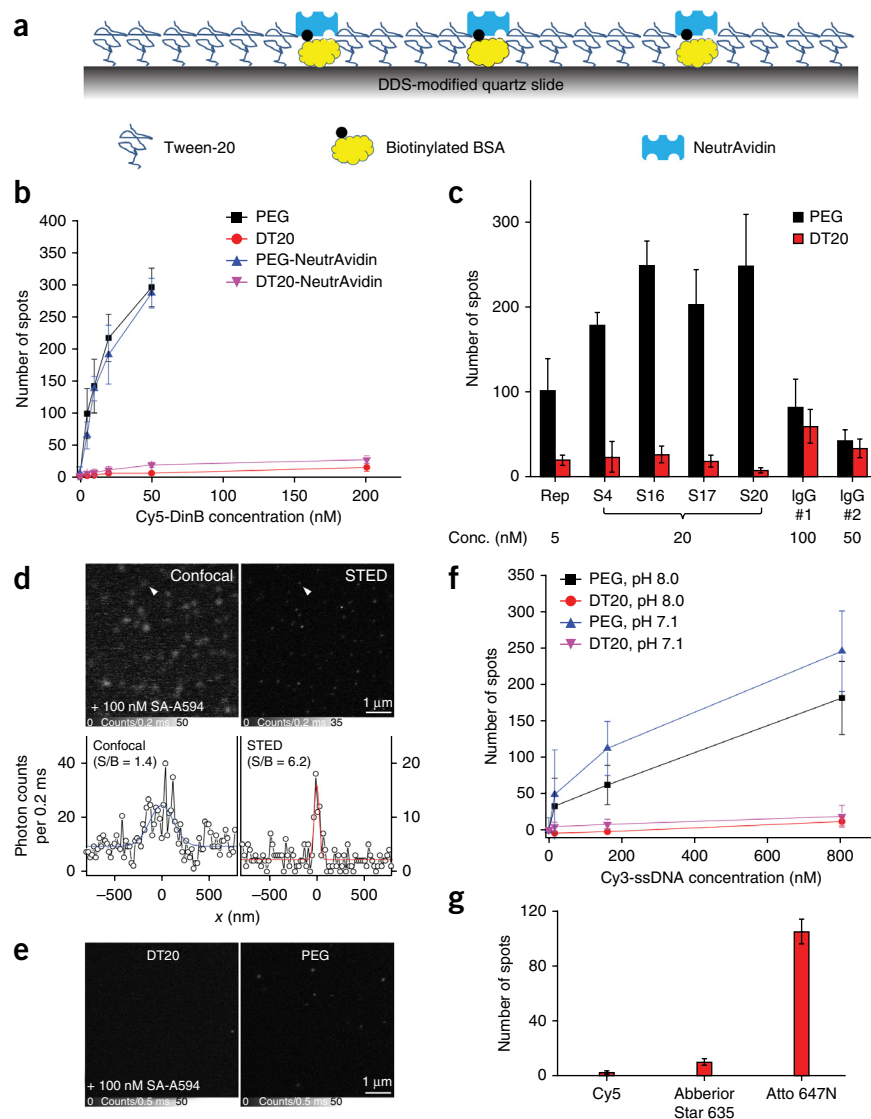 a
DDS-modified quartz slide
Tween-20
Biotinylated BSA
NeutrAvidin
b
Number of spots
400
350
300
250
200
150
100
50
0
PEG
DT20
PEG-NeutrAvidin
DT20-NeutrAvidin
0 50 100 150 200
Cy5-DinB concentration (nM)
c
Number of spots
300
200
100
0
PEG
DT20
Rep S4 S16 S17 S20 IgG #1 IgG #2
Conc. (nM) 5 20 100 50
d
Confocal
+ 100 nM SA-A594
0 Counts/0.2 ms 50
STED
1 μm
0 Counts/0.2 ms 35
Photon counts
per 0.2 ms
40
20
0
Confocal
(S/B = 1.4)
STED
(S/B = 6.2)
20
10
0
–500 0 500
–500 0 500
x (nm)
e
DT20
+ 100 nM SA-A594
0 Counts/0.5 ms 50
PEG
1 μm
0 Counts/0.5 ms 50
f
Number of spots
350
300
250
200
150
100
50
0
PEG, pH 8.0
DT20, pH 8.0
PEG, pH 7.1
DT20, pH 7.1
0 200 400 600 800
Cy3-ssDNA concentration (nM)
g
Number of spots
120
80
40
0
Cy5
Abberior
Star 635
Atto 647N